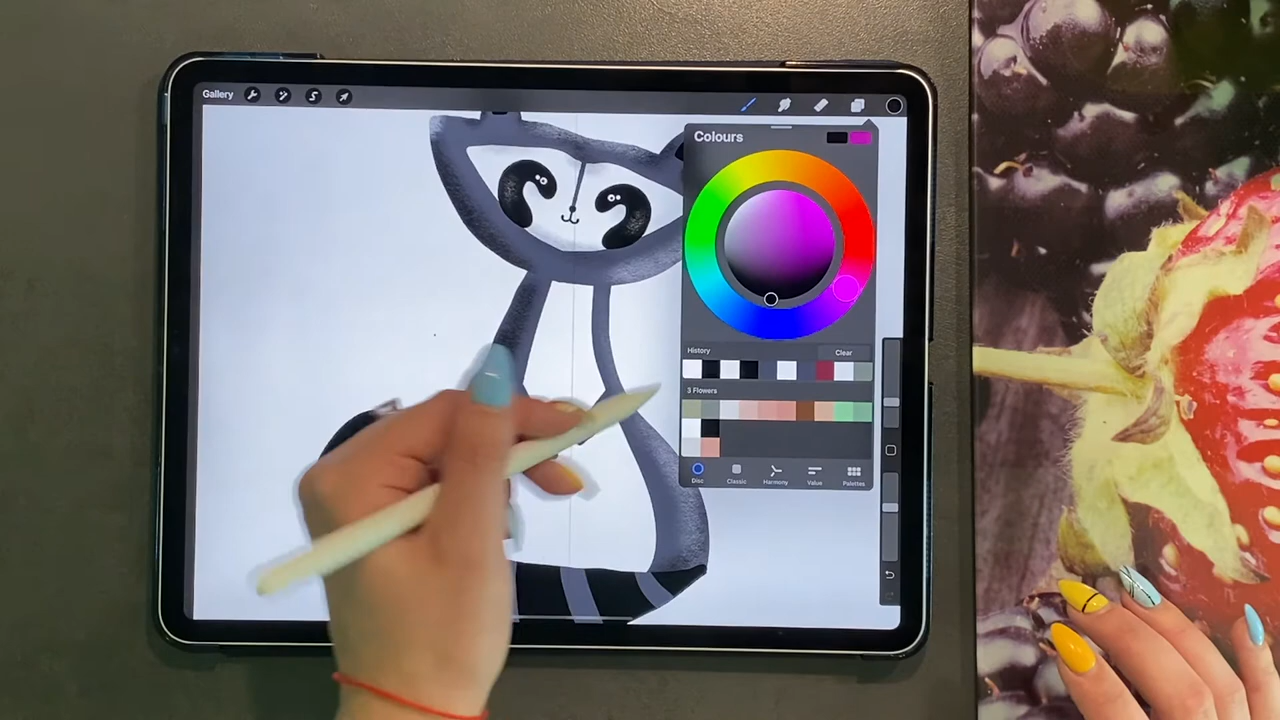 Gallery
Colours
History
Clear
3 Flowers
Disc
Classic
Harmony
Value
Palettes